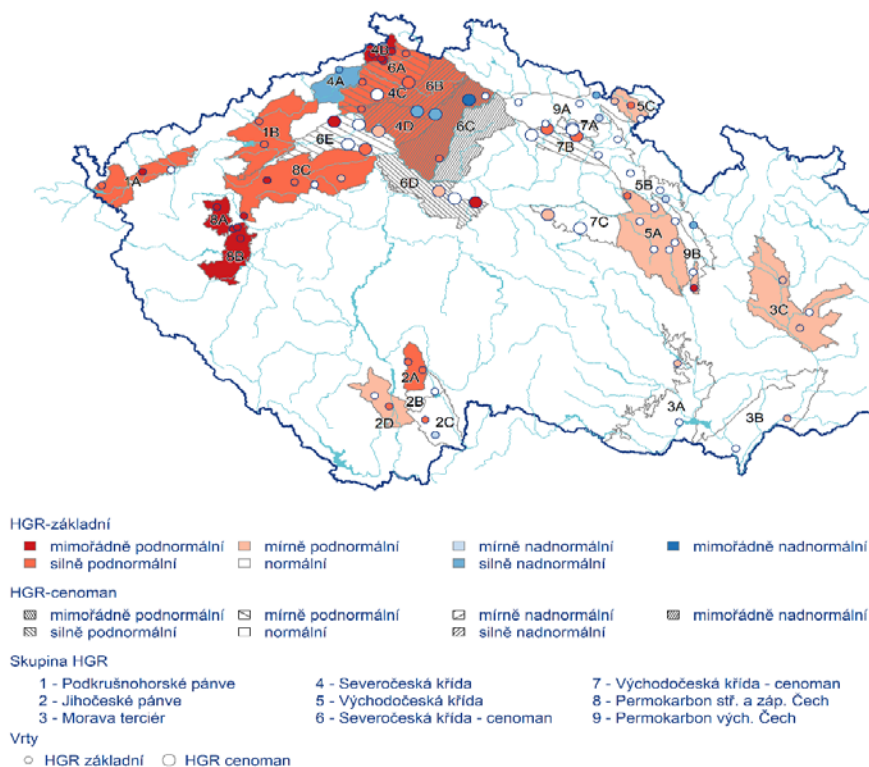 4B
6A
4A
6B
5C
4C
9A
7A
1B
4D
6C
7B
6E
8C
1A
6D
5B
8A
7C
5A
8B
9B
3C
2A
2B
3A
2D
2C
3B
HGR-základní
mimořádně podnormální
mírně podnormální
mírně nadnormální
mimořádně nadnormální
silně podnormální
normální
silně nadnormální
HGR-cenoman
mimořádně podnormální
mírně podnormální
mírně nadnormální
mimořádně nadnormální
silně podnormální
normální
silně nadnormální
Skupina HGR
1 - Podkrušnohorské pánve
4 - Severočeská křída
7 - Východočeská křída - cenoman
2 - Jihočeské pánve
5 - Východočeská křída
8 - Permokarbon stř. a záp. Čech
3 - Morava terciér
6 - Severočeská křída - cenoman
9 - Permokarbon vých. Čech
Vrty
HGR základní
HGR cenoman